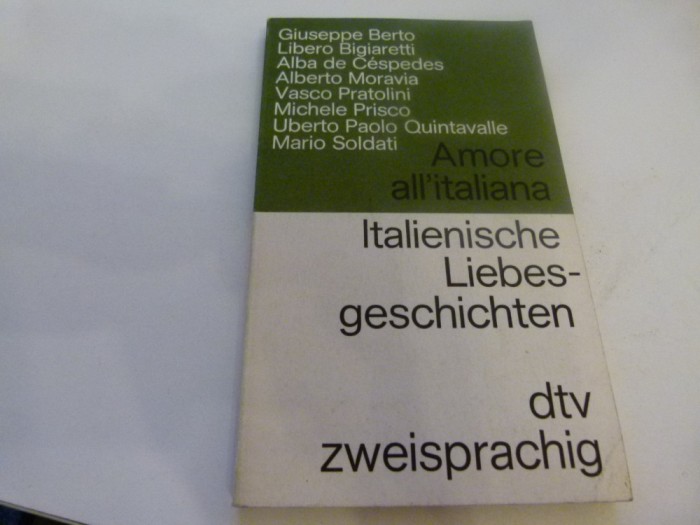 Giuseppe Berto
Libero Bigiaretti
Alba de Céspedes
Alberto Moravia
Vasco Pratolini
Michele Prisco
Uberto Paolo Quintavalle
Mario Soldati
Amore
all'italiana
Italienische
Liebes-
geschichten
dtv
zweisprachig